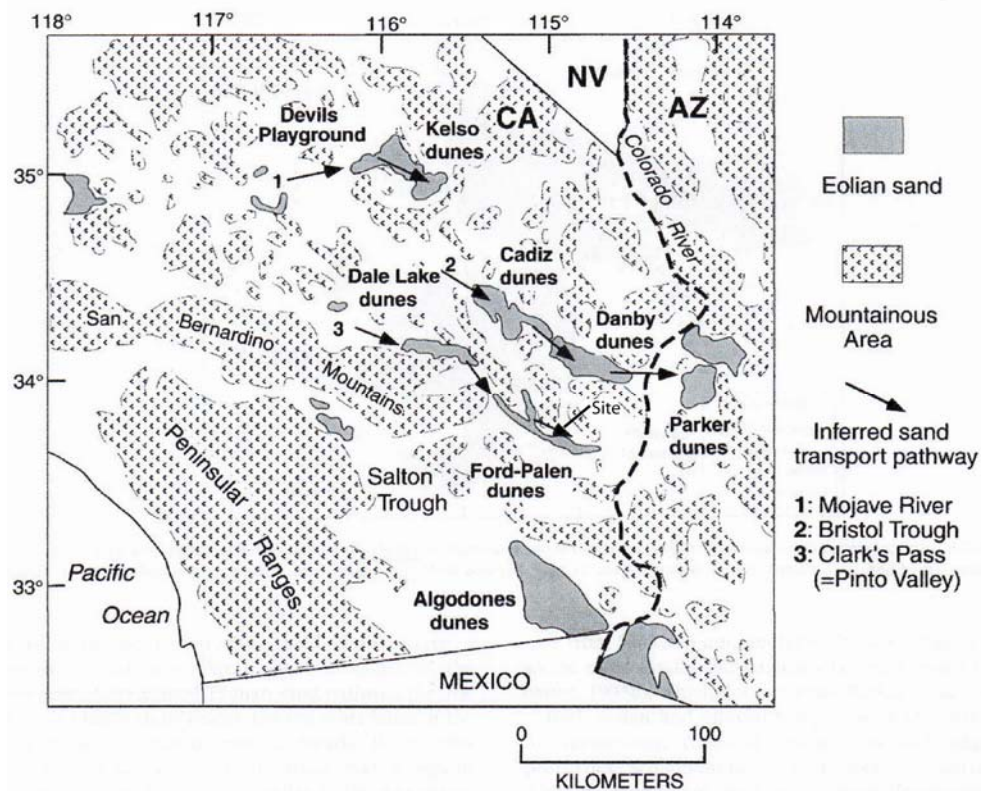 118°
117°
116°
115°
114°
NV
CA
AZ
Devils
Playground
Kelso
dunes
1
35°
Colorado
River
Cadiz
dunes
2
Dale Lake
dunes
3
San
Bernardino
Mountains
Danby
dunes
34°
Site
Parker
dunes
Ford-Palen
dunes
Peninsular
Ranges
Salton
Trough
33°
Pacific
Ocean
Algodones
dunes
MEXICO
0 100
KILOMETERS
Eolian sand
Mountainous
Area
Inferred sand
transport pathway
1: Mojave River
2: Bristol Trough
3: Clark's Pass
(=Pinto Valley)